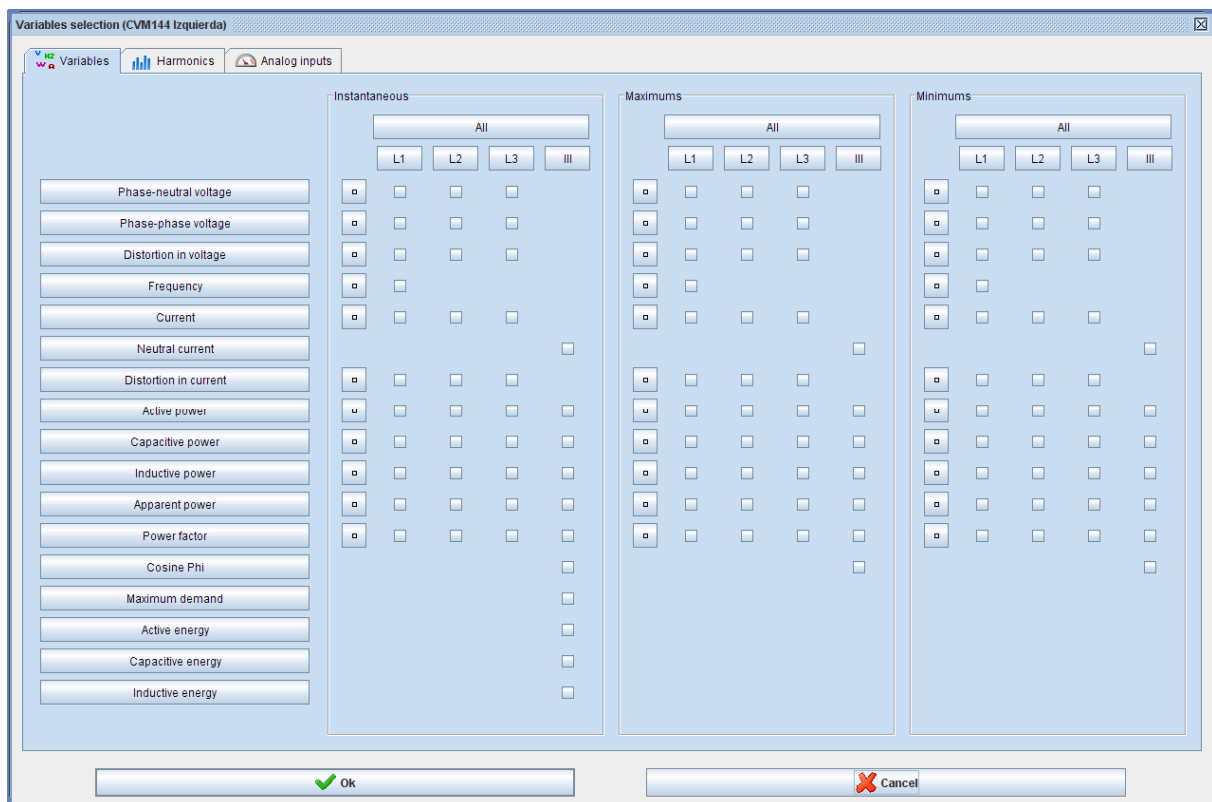 Variables selection (CVM144 Izquierda)
V HZ W A Variables Harmonics Analog inputs
Instantaneous Maximums Minimums
All All All
L1 L2 L3 III L1 L2 L3 III L1 L2 L3 III
Phase-neutral voltage
Phase-phase voltage
Distortion in voltage
Frequency
Current
Neutral current
Distortion in current
Active power
Capacitive power
Inductive power
Apparent power
Power factor
Cosine Phi
Maximum demand
Active energy
Capacitive energy
Inductive energy
Ok Cancel